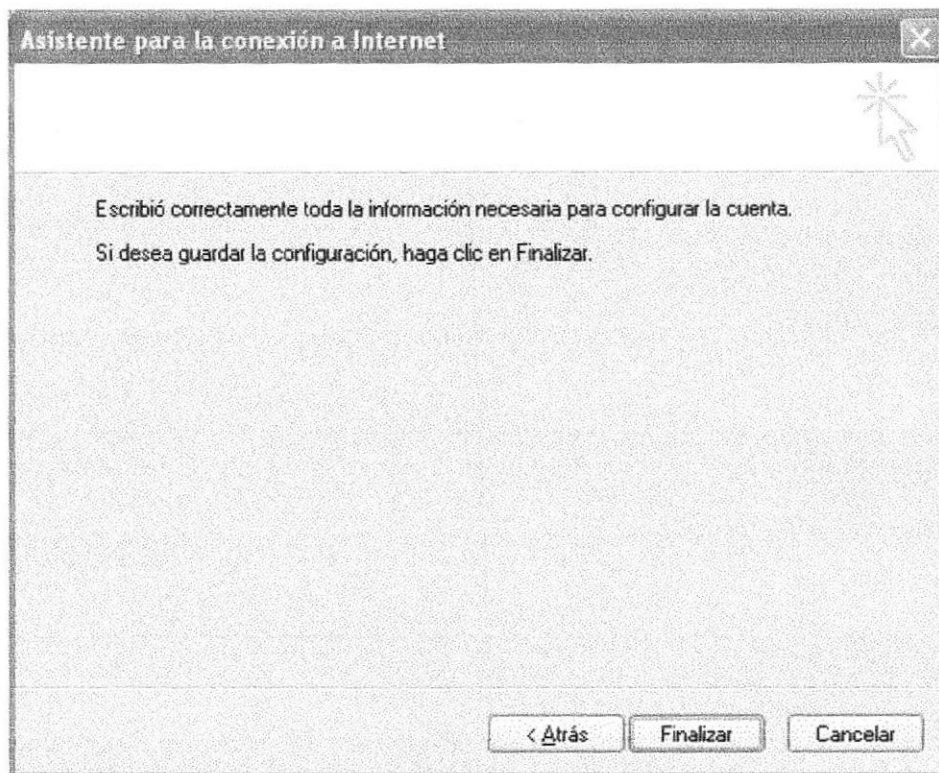 Asistente para la conexión a Internet
Escribió correctamente toda la información necesaria para configurar la cuenta.
Si desea guardar la configuración, haga clic en Finalizar.
< Atrás Finalizar Cancelar